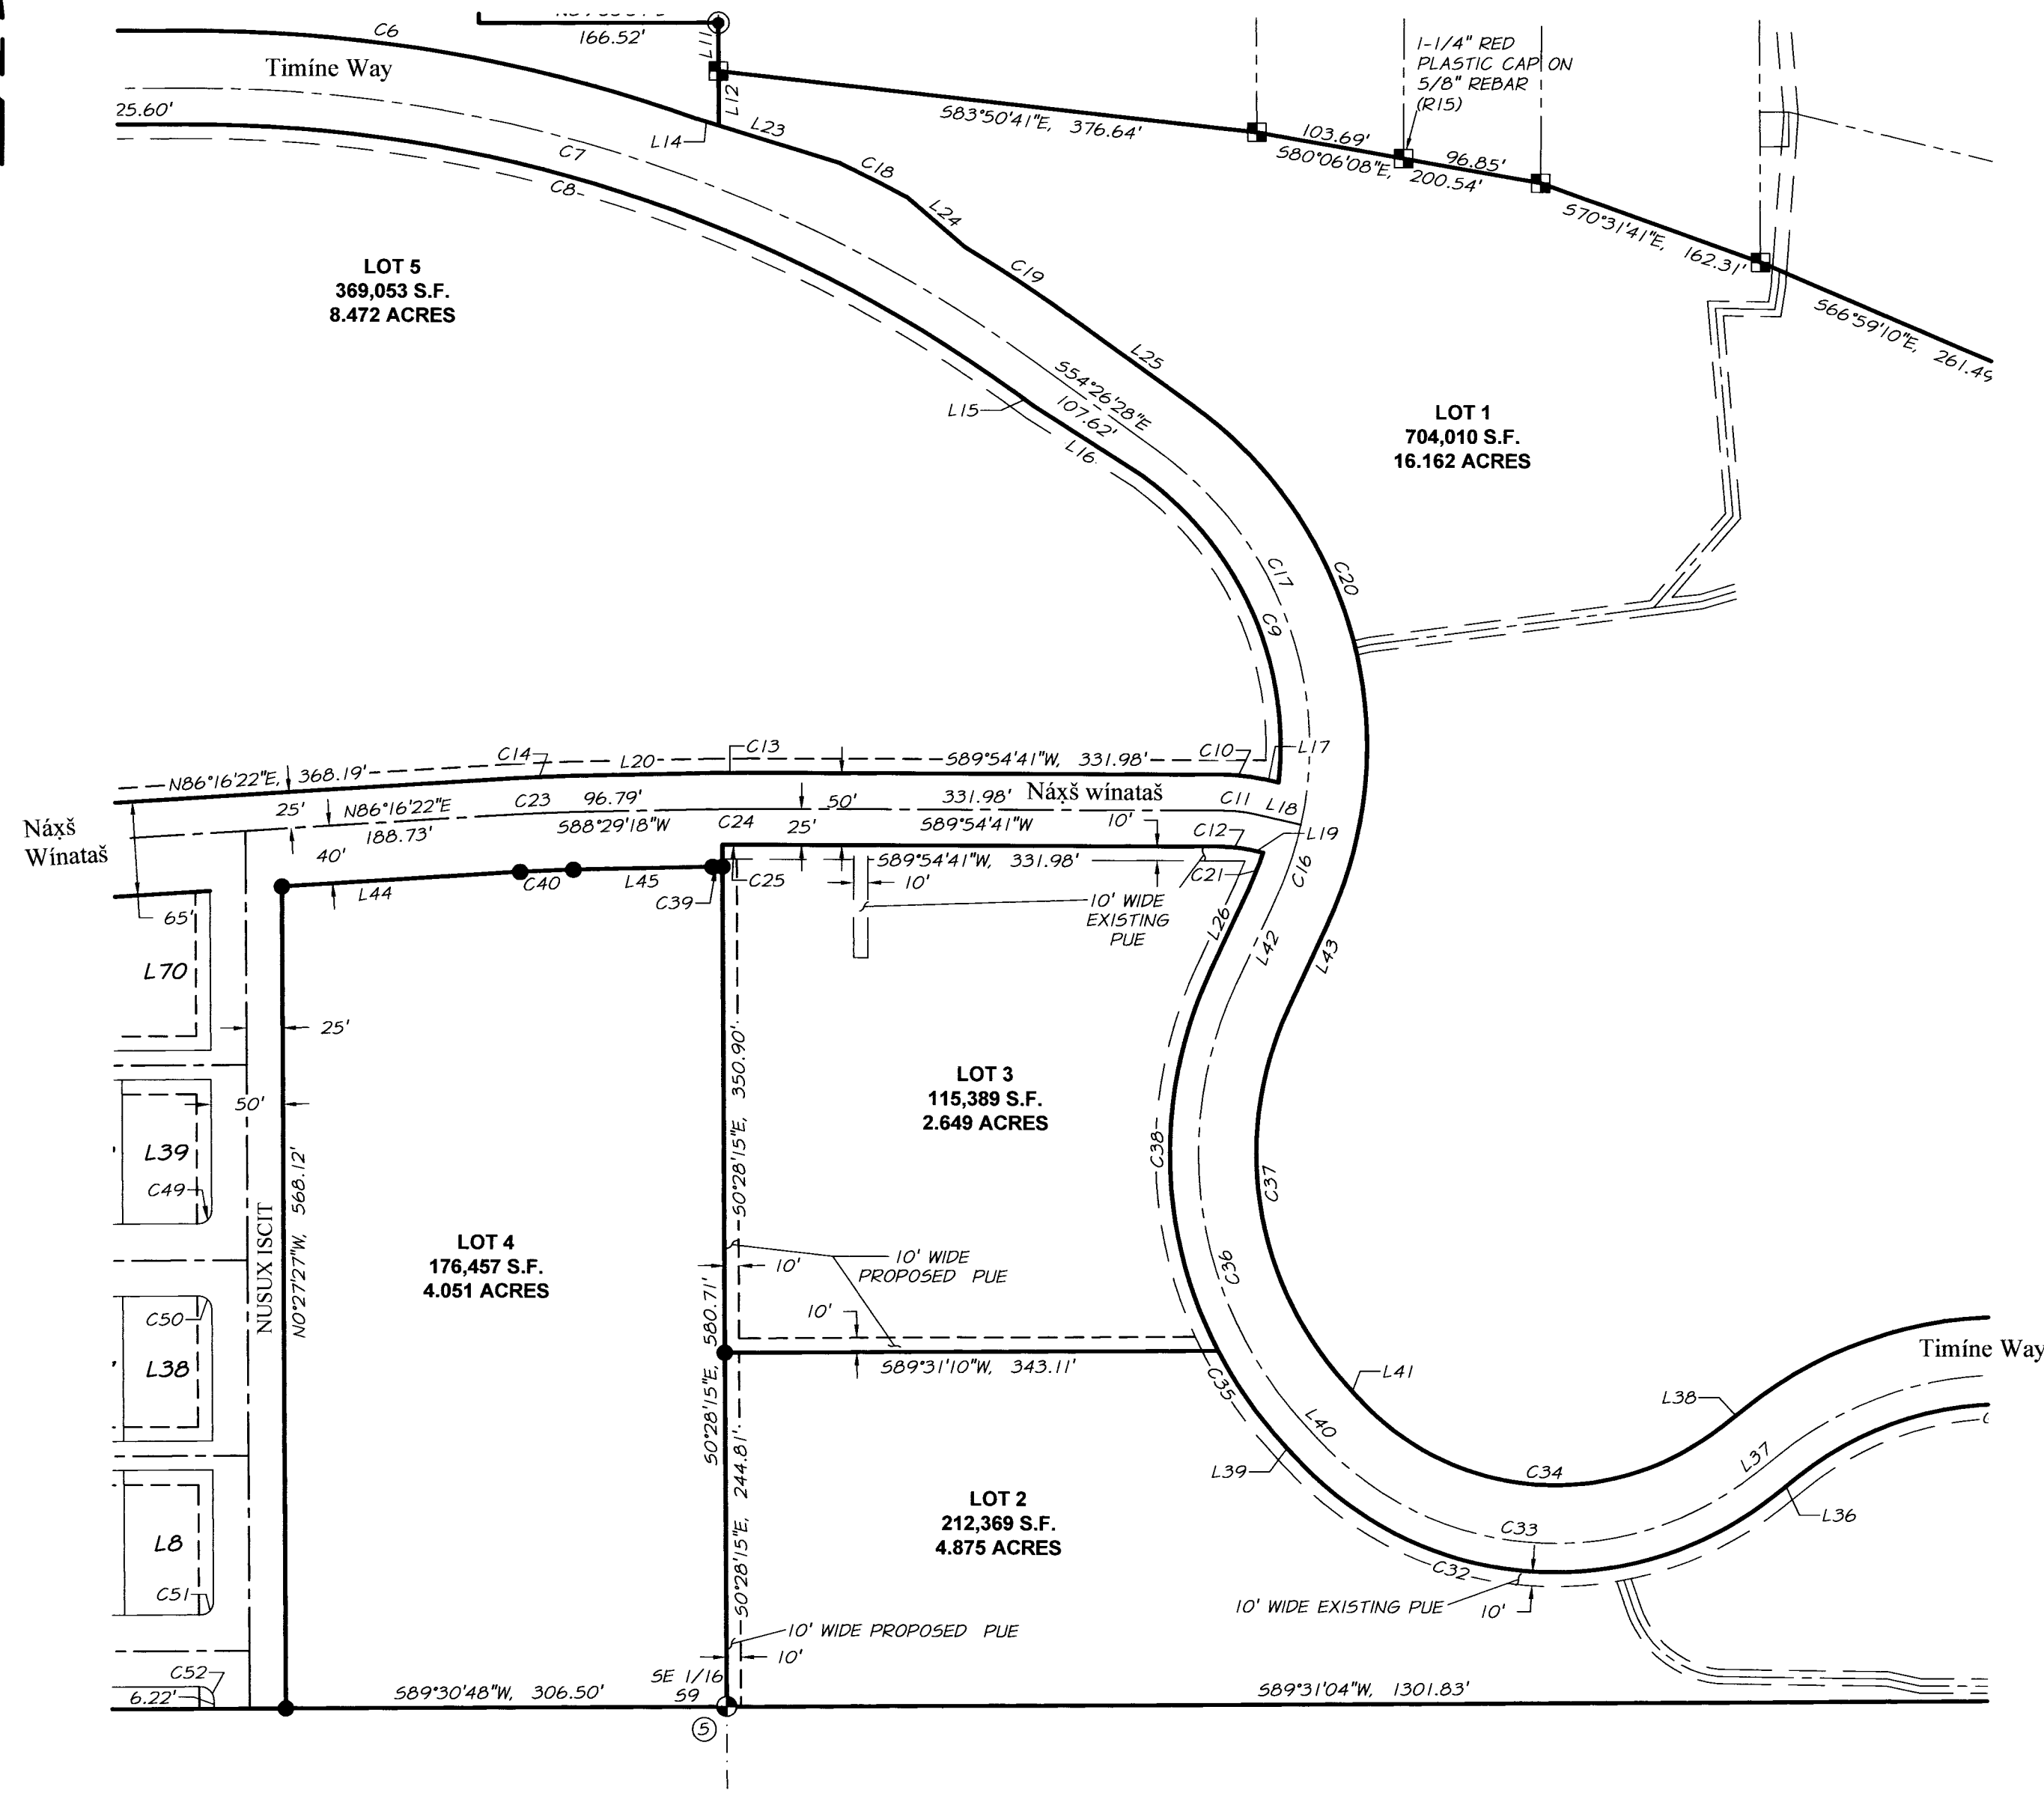 166.52'
C6
L11
1-1/4" RED
PLASTIC CAP ON
5/8" REBAR
(R15)
Timíne Way
L12
25.60'
L23
S83°50'41"E, 376.64'
103.69'
S80°06'08"E, 200.54'
96.85'
L14
C7
C8
C18
L24
S70°31'41"E, 162.31'
LOT 5
369,053 S.F.
8.472 ACRES
C19
S66°59'10"E, 261.49
L25
S54°26'28"E
107.62'
L15
L16
LOT 1
704,010 S.F.
16.162 ACRES
C17
C20
C9
C14
L20
C13
S89°54'41"W, 331.98'
C10
L17
N86°16'22"E, 368.19'
25'
N86°16'22"E
188.73'
C23
96.79'
S88°29'18"W
C24
25'
50'
331.98'
S89°54'41"W
Náx̣š wínataš
C11
L18
10'
C12
L19
Náx̣š
Wínataš
40'
L44
C40
L45
C39
C25
S89°54'41"W, 331.98'
10'
C21
C16
65'
10' WIDE
EXISTING
PUE
L26
L42
L43
L70
25'
S0°28'15"E, 350.90'
LOT 3
115,389 S.F.
2.649 ACRES
50'
L39
C49
C38
C37
NUSUX ISCIT
N0°27'27"W, 568.12'
LOT 4
176,457 S.F.
4.051 ACRES
10' WIDE
PROPOSED PUE
10'
C36
10'
C50
L38
S0°28'15"E, 580.71'
S89°31'10"W, 343.11'
C35
Timíne Way
L41
L38
L40
L37
L39
C34
S0°28'15"E, 244.81'
LOT 2
212,369 S.F.
4.875 ACRES
L36
C33
L8
C51
C32
10' WIDE EXISTING PUE
10'
10' WIDE PROPOSED PUE
10'
C52
6.22'
S89°30'48"W, 306.50'
SE 1/16
S9
S89°31'04"W, 1301.83'
5